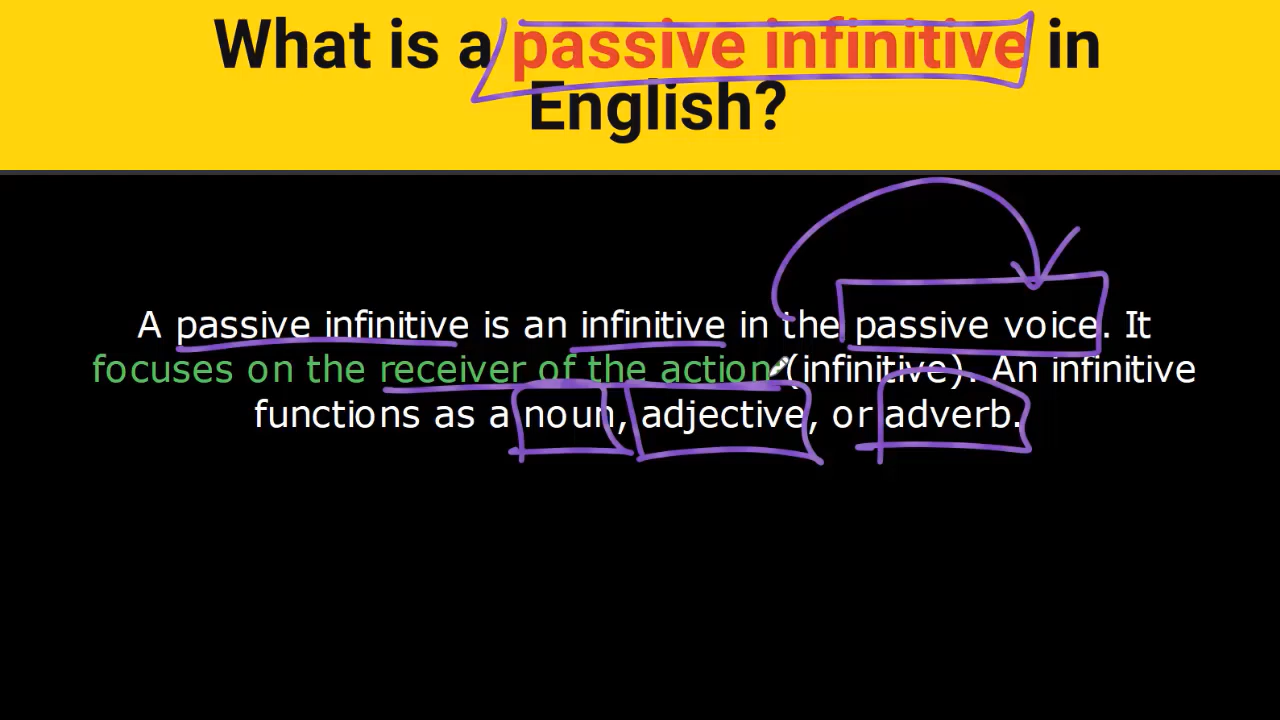 What is a passive infinitive in
English?
A passive infinitive is an infinitive in the passive voice. It
focuses on the receiver of the action (infinitive). An infinitive
functions as a noun, adjective, or adverb.